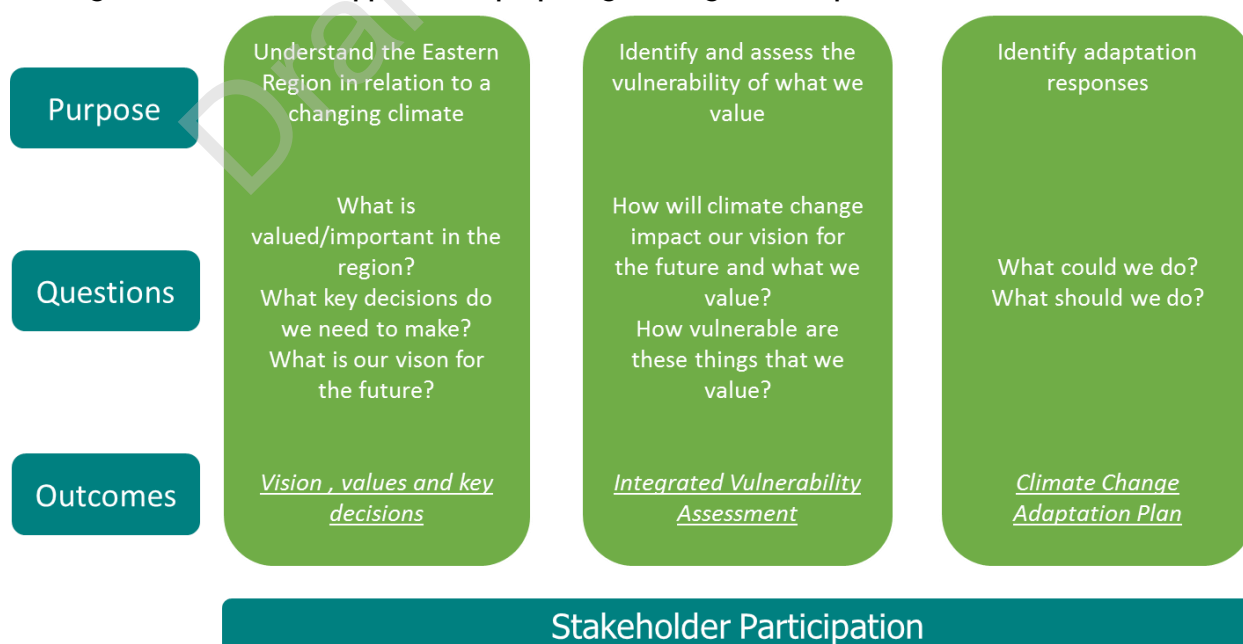 Purpose
Understand the Eastern
Region in relation to a
changing climate
Identify and assess the
vulnerability of what we
value
Identify adaptation
responses
Questions
What is
valued/important in the
region?
What key decisions do
we need to make?
What is our vison for
the future?
How will climate change
impact our vision for
the future and what we
value?
How vulnerable are
these things that we
value?
What could we do?
What should we do?
Outcomes
Vision , values and key
decisions
Integrated Vulnerability
Assessment
Climate Change
Adaptation Plan
Stakeholder Participation